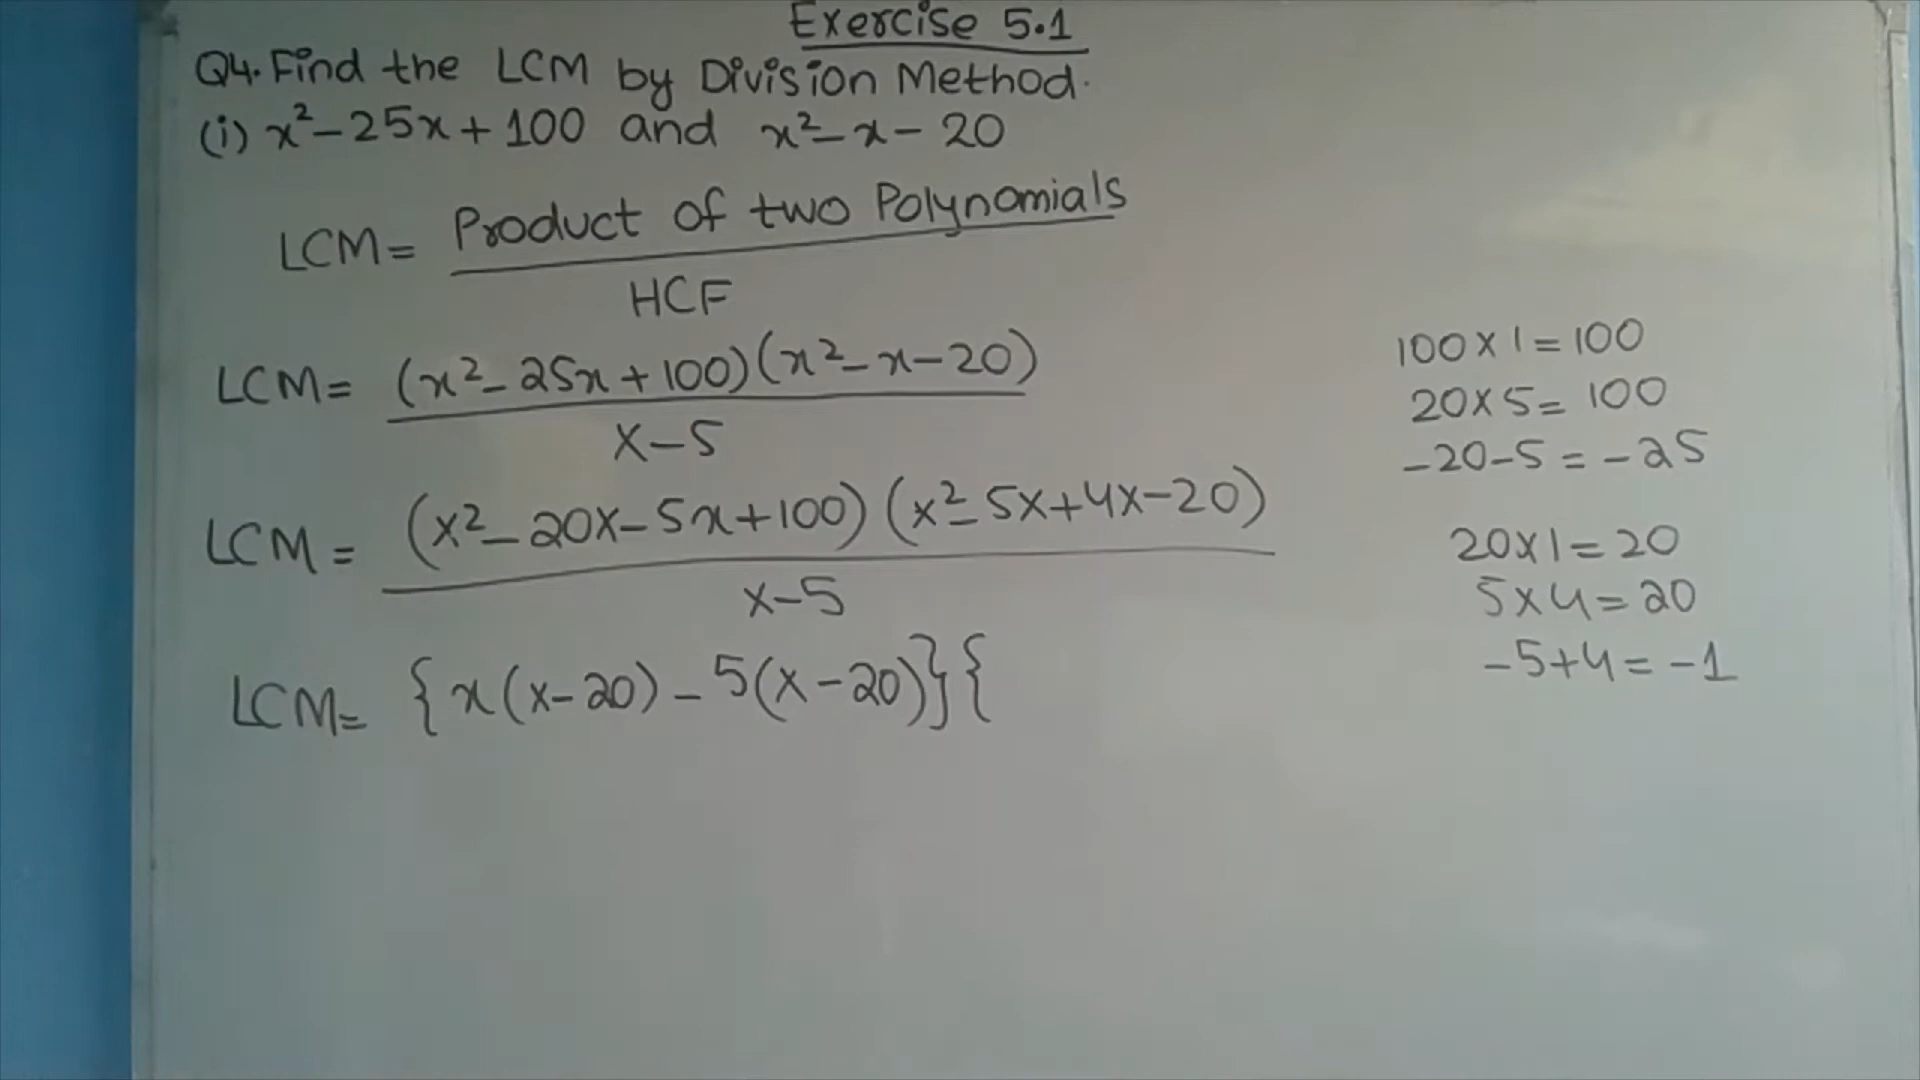 Exercise 5.1
Q4. Find the LCM by Division Method.
(i) x²-25x+100 and x²-x-20
LCM= Product of two Polynomials
HCF
LCM= (x²-25x+100)(x²-x-20)
x-5
LCM= (x²-20x-5x+100)(x²-5x+4x-20)
x-5
LCM= {x(x-20)-5(x-20)}{
100×1=100
20×5=100
-20-5=-25
20×1=20
5×4=20
-5+4=-1